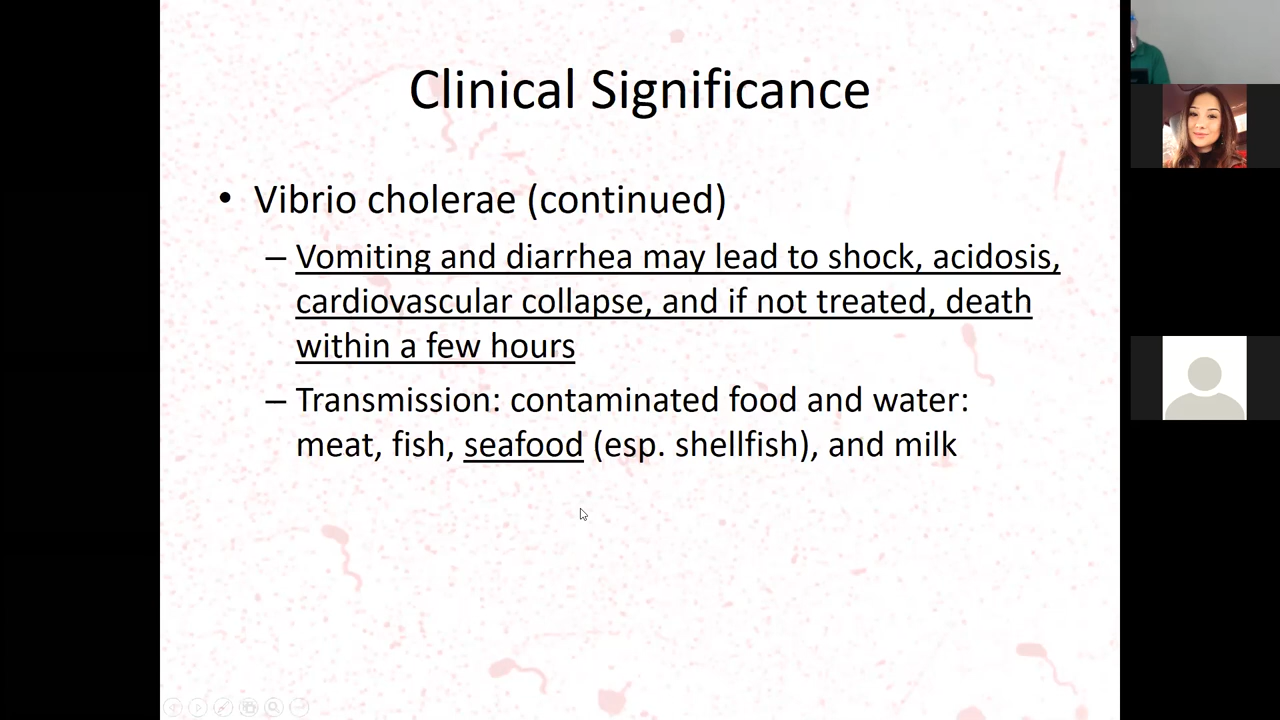 Clinical Significance
• Vibrio cholerae (continued)
– Vomiting and diarrhea may lead to shock, acidosis,
cardiovascular collapse, and if not treated, death
within a few hours
– Transmission: contaminated food and water:
meat, fish, seafood (esp. shellfish), and milk